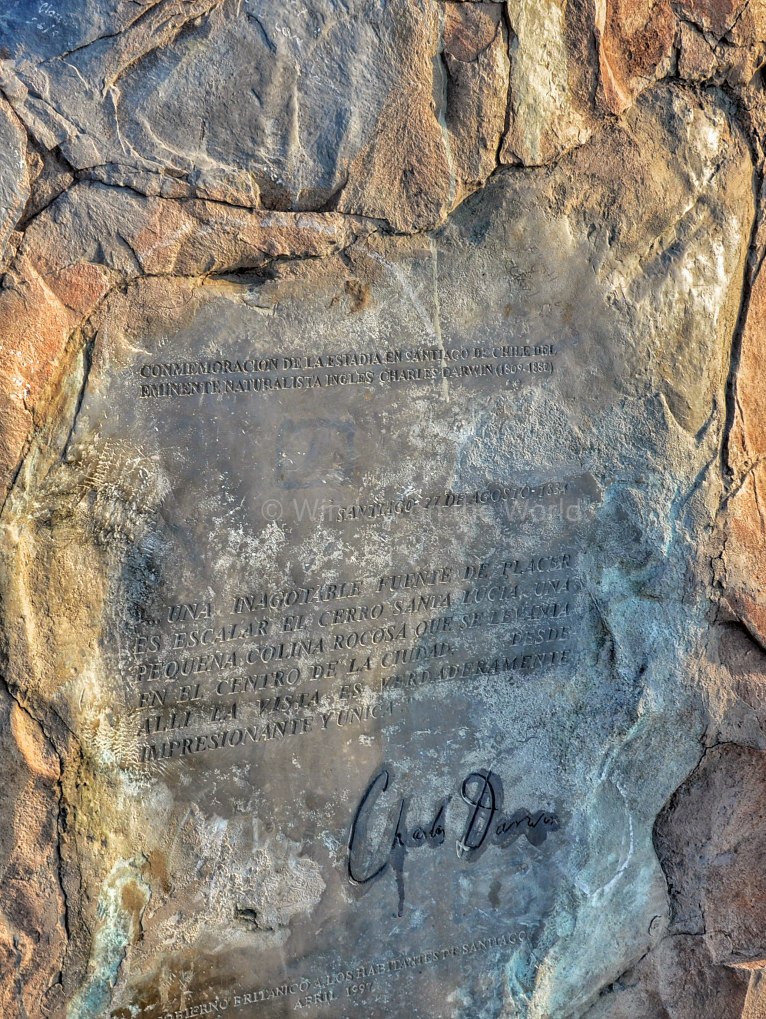 CONMEMORACION DE LA ESTADIA EN SANTIAGO DE CHILE DEL
EMINENTE NATURALISTA INGLES CHARLES DARWIN (1809-1882)
SANTIAGO, 27 DE AGOSTO
"... UNA INAGOTABLE FUENTE DE PLACER
ES ESCALAR EL CERRO SANTA LUCIA, UNA
PEQUEÑA COLINA ROCOSA QUE SE LEVANTA
EN EL CENTRO DE LA CIUDAD. DESDE
ALLI LA VISTA ES VERDADERAMENTE
IMPRESIONANTE Y UNICA
Charles Darwin
GOBIERNO BRITANICO A LOS HABITANTES DE SANTIAGO
ABRIL 1997